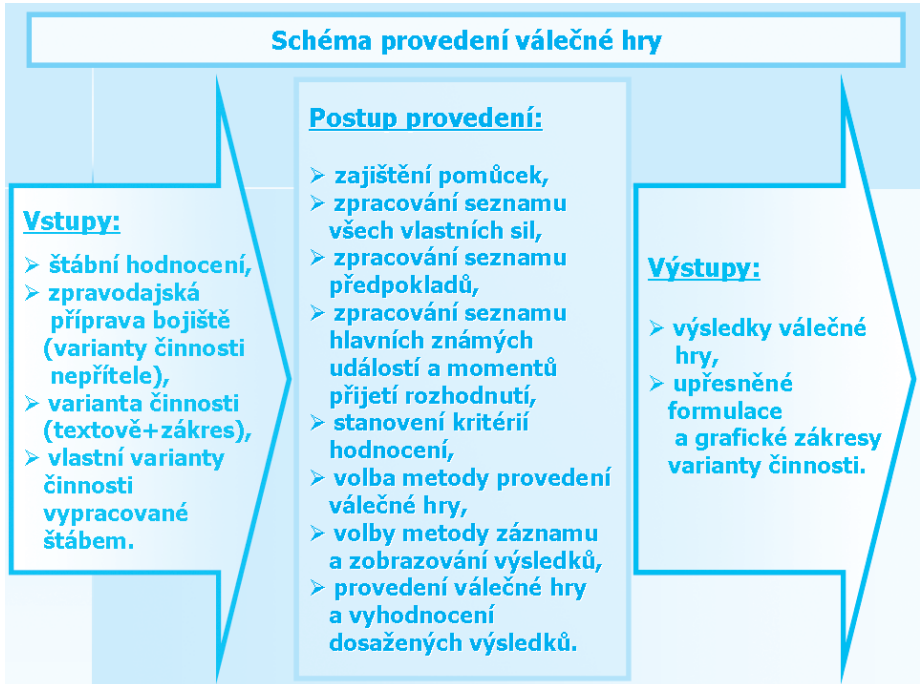 Schéma provedení válečné hry
Vstupy:
➢ štábní hodnocení,
➢ zpravodajská
příprava bojiště
(varianty činnosti
nepřítele),
➢ varianta činnosti
(textově+zákres),
➢ vlastní varianty
činnosti
vypracované
štábem.
Postup provedení:
➢ zajištění pomůcek,
➢ zpracování seznamu
všech vlastních sil,
➢ zpracování seznamu
předpokladů,
➢ zpracování seznamu
hlavních známých
událostí a momentů
přijetí rozhodnutí,
➢ stanovení kritérií
hodnocení,
➢ volba metody provedení
válečné hry,
➢ volby metody záznamu
a zobrazování výsledků,
➢ provedení válečné hry
a vyhodnocení
dosažených výsledků.
Výstupy:
➢ výsledky válečné
hry,
➢ upřesněné
formulace
a grafické zákresy
varianty činnosti.